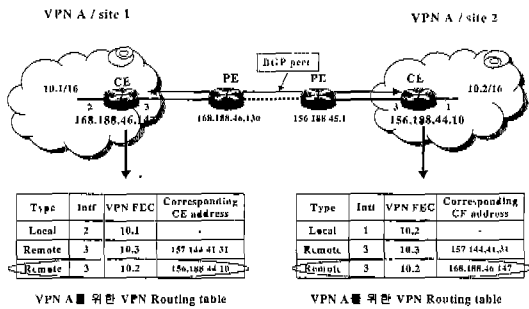 VPN A / site 1
VPN A / site 2
BGP peer
10.1/16
CE
PE
PE
CE
10.2/16
2
3
3
1
168.188.46.147
168.188.46.130
156.188.45.1
156.188.44.10
Type Intf VPN FEC Corresponding CE address
Local 2 10.1 -
Remote 3 10.3 157.144.41.31
Remote 3 10.2 156.188.44.10
VPN A를 위한 VPN Routing table
Type Intf VPN FEC Corresponding CE address
Local 1 10.2 -
Remote 3 10.3 157.144.41.31
Remote 3 10.2 168.188.46.147
VPN A를 위한 VPN Routing table